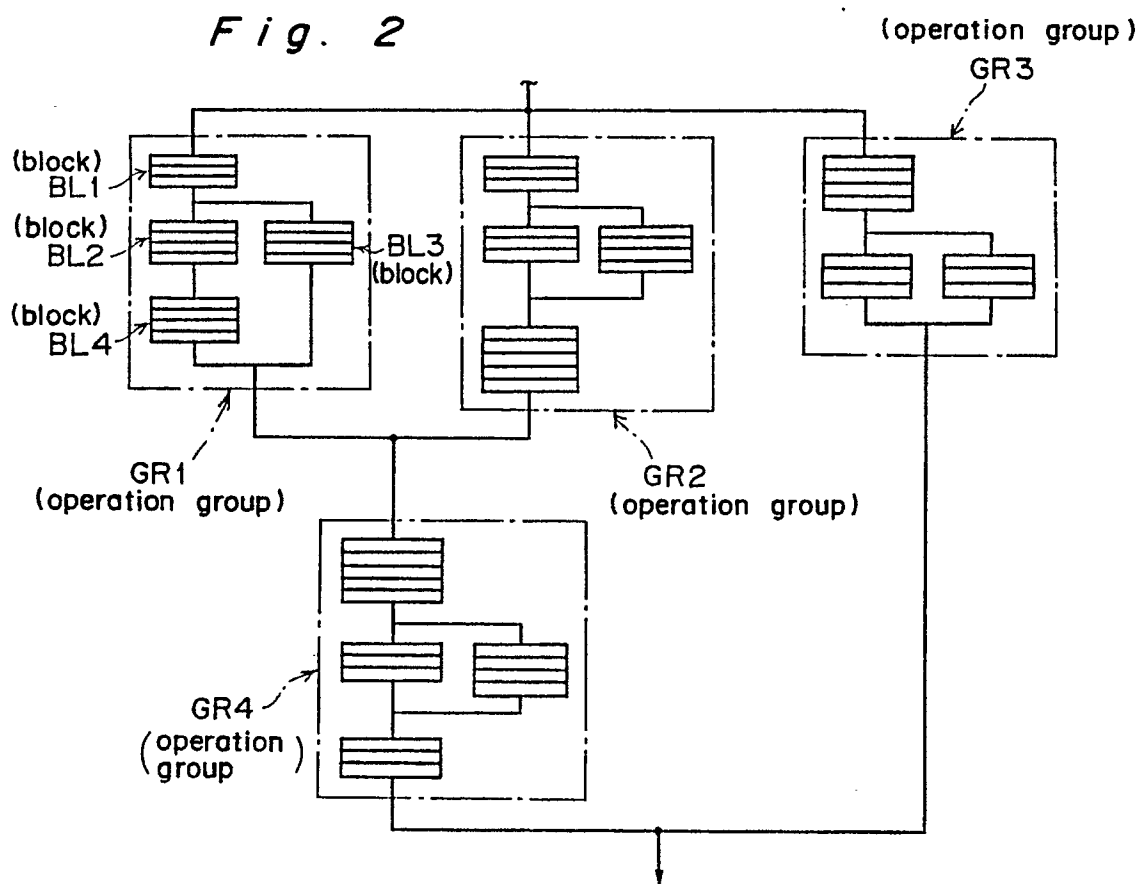 Fig. 2
(operation group)
GR3
(block)
BL1
(block)
BL2
BL3
(block)
(block)
BL4
GR1
(operation group)
GR2
(operation group)
GR4
(operation
group)